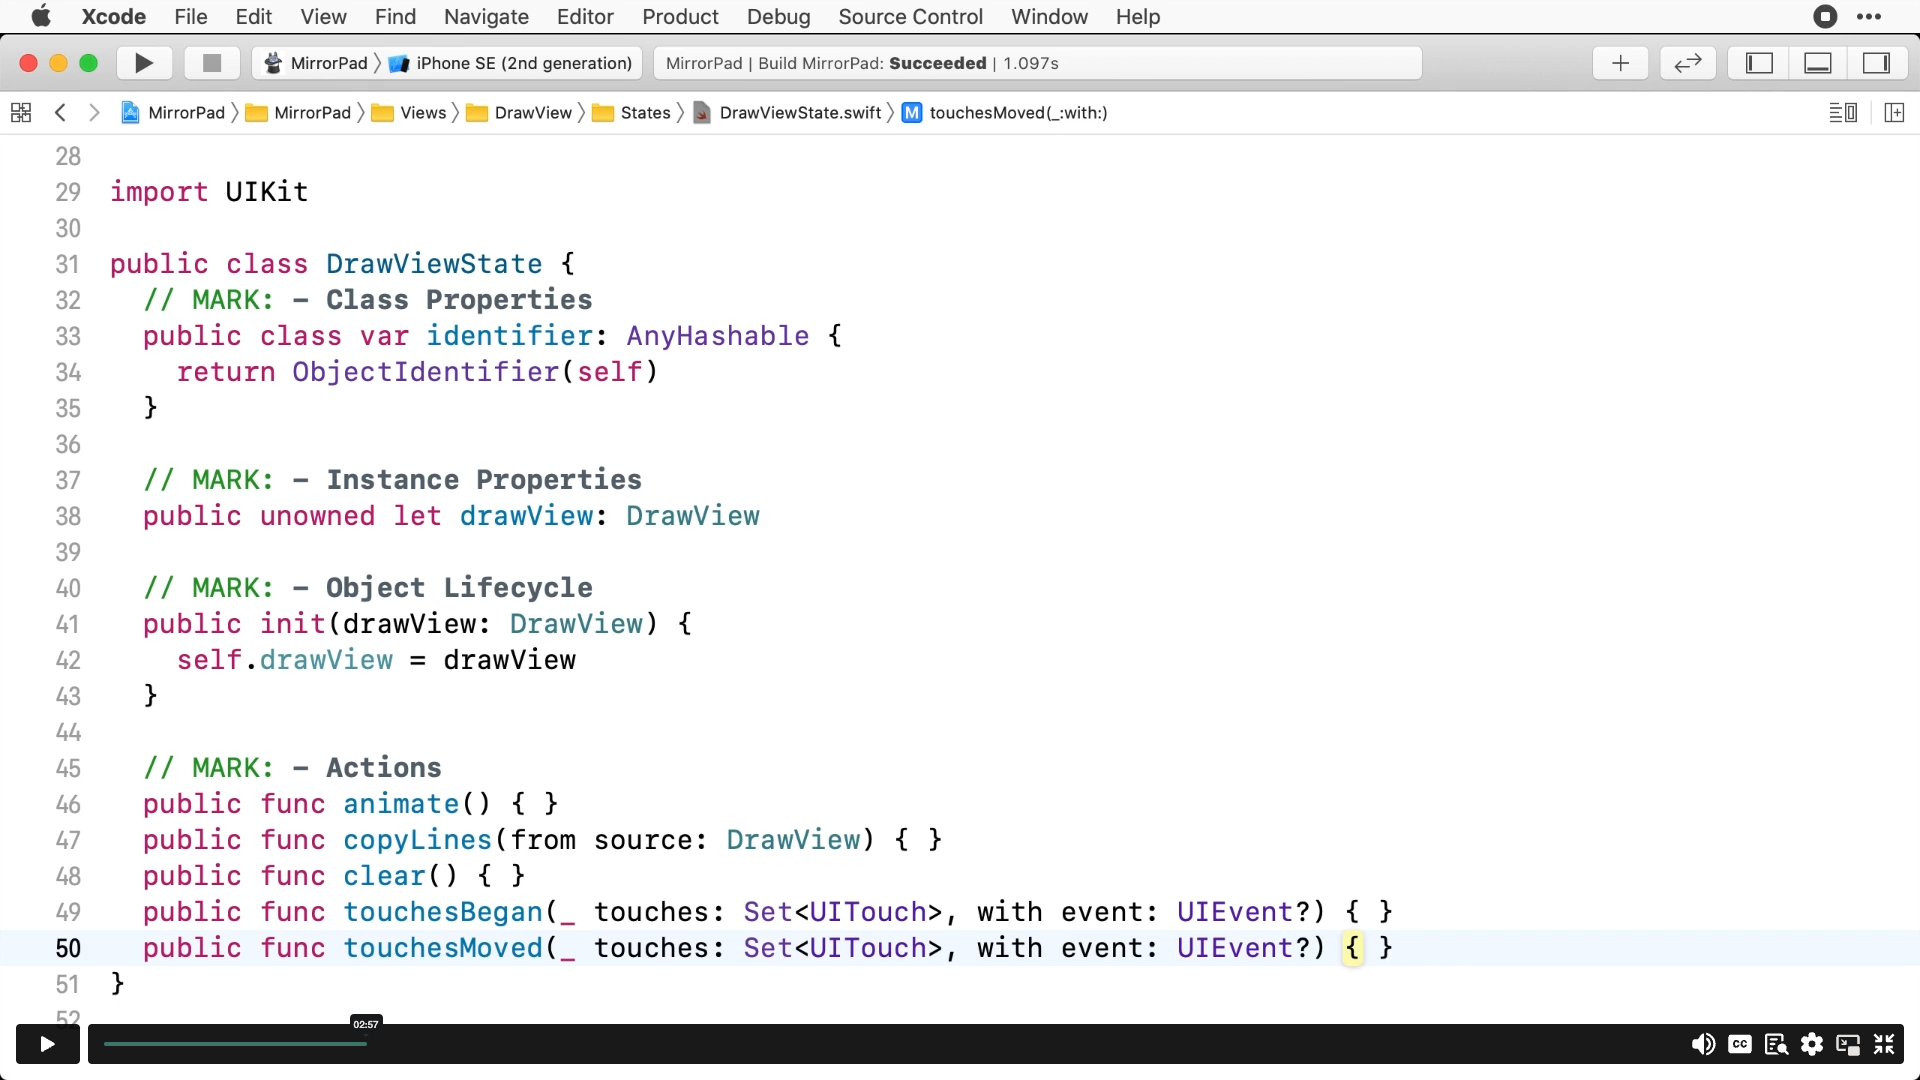 Xcode File Edit View Find Navigate Editor Product Debug Source Control Window Help
MirrorPad 〉 iPhone SE (2nd generation) MirrorPad | Build MirrorPad: Succeeded | 1.097s
MirrorPad 〉 MirrorPad 〉 Views 〉 DrawView 〉 States 〉 DrawViewState.swift 〉 M touchesMoved(_:with:)
28
29 import UIKit
30
31 public class DrawViewState {
32 // MARK: - Class Properties
33 public class var identifier: AnyHashable {
34 return ObjectIdentifier(self)
35 }
36
37 // MARK: - Instance Properties
38 public unowned let drawView: DrawView
39
40 // MARK: - Object Lifecycle
41 public init(drawView: DrawView) {
42 self.drawView = drawView
43 }
44
45 // MARK: - Actions
46 public func animate() { }
47 public func copyLines(from source: DrawView) { }
48 public func clear() { }
49 public func touchesBegan(_ touches: Set<UITouch>, with event: UIEvent?) { }
50 public func touchesMoved(_ touches: Set<UITouch>, with event: UIEvent?) { }
51 }
52
02:57
CC